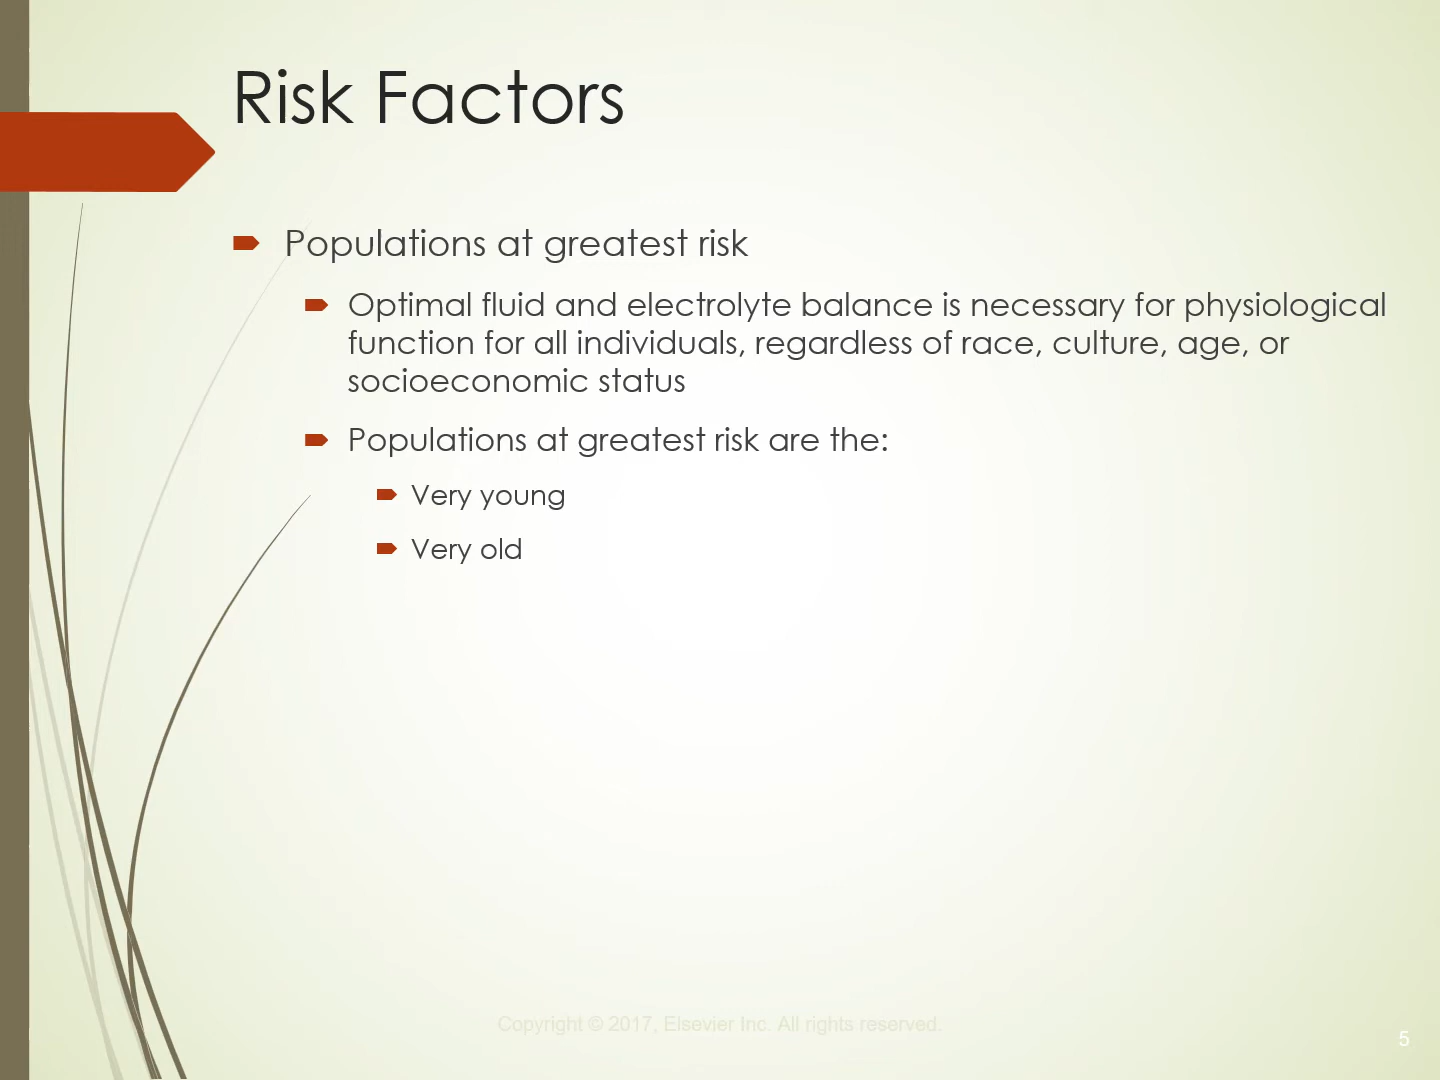 Risk Factors
Populations at greatest risk
Optimal fluid and electrolyte balance is necessary for physiological
function for all individuals, regardless of race, culture, age, or
socioeconomic status
Populations at greatest risk are the:
Very young
Very old
Copyright © 2017, Elsevier Inc. All rights reserved.
5